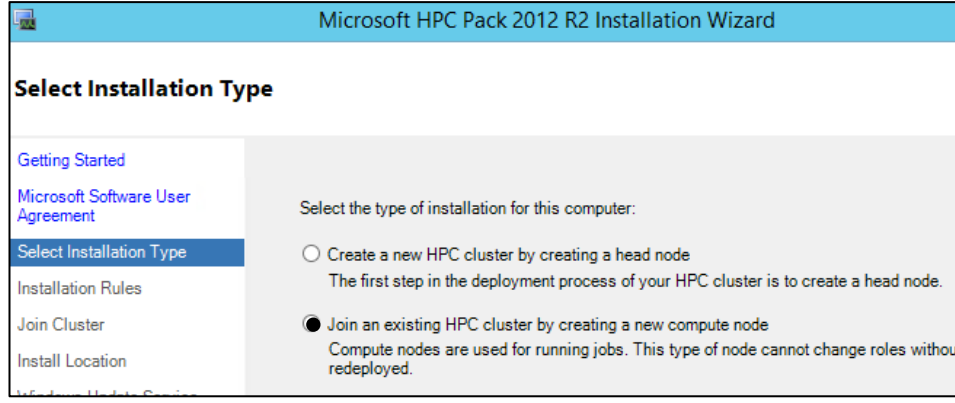 Microsoft HPC Pack 2012 R2 Installation Wizard
Select Installation Type
Getting Started
Microsoft Software User
Agreement
Select Installation Type
Installation Rules
Join Cluster
Install Location
Windows Update Service
Select the type of installation for this computer:
Create a new HPC cluster by creating a head node
The first step in the deployment process of your HPC cluster is to create a head node.
Join an existing HPC cluster by creating a new compute node
Compute nodes are used for running jobs. This type of node cannot change roles withou
redeployed.